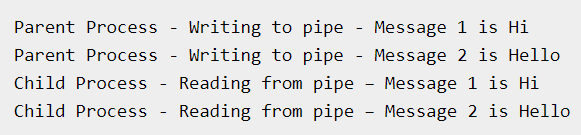 Parent Process - Writing to pipe - Message 1 is Hi
Parent Process - Writing to pipe - Message 2 is Hello
Child Process - Reading from pipe – Message 1 is Hi
Child Process - Reading from pipe – Message 2 is Hello